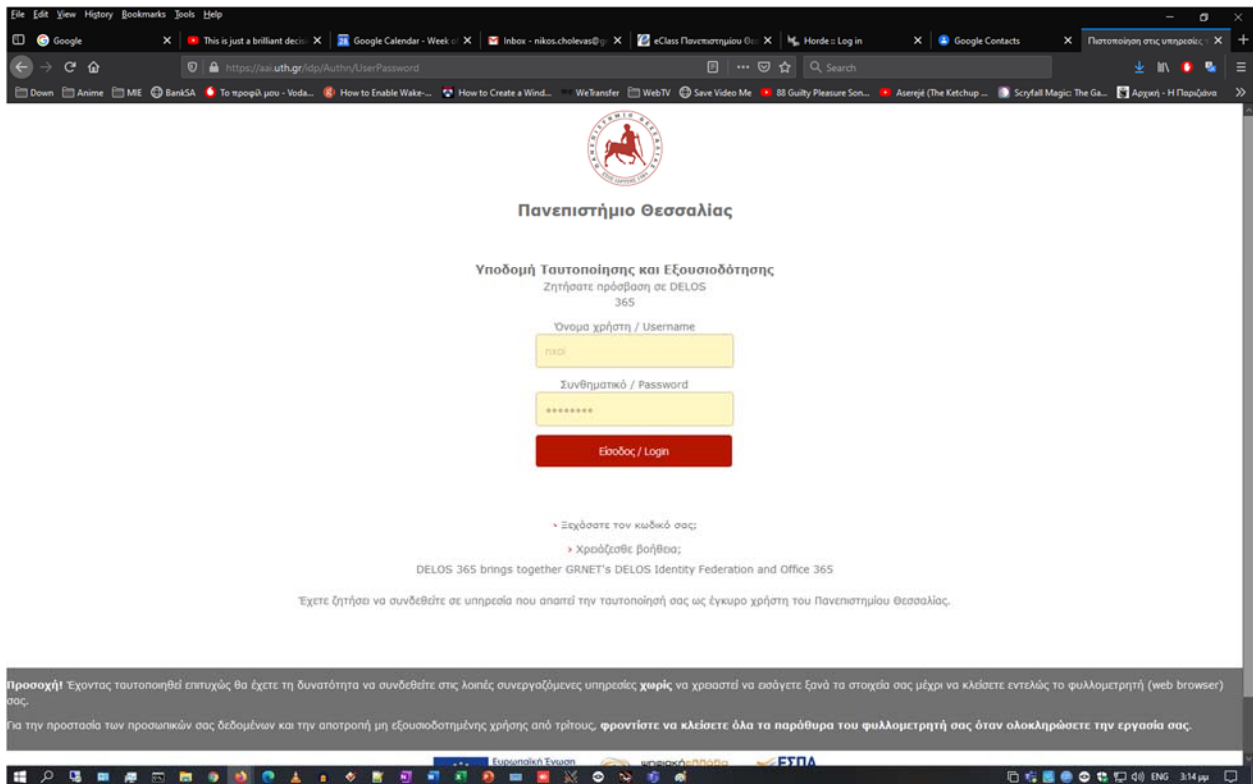 File Edit View History Bookmarks Tools Help
Google
This is just a brilliant decis
Google Calendar - Week o
Inbox - nikos.cholevas@g
eClass Πανεπιστημίου Θεσ
Horde :: Log in
Google Contacts
Πιστοποίηση στις υπηρεσίες
https://aai.uth.gr/idp/Authn/UserPassword
Search
Down Anime MIE BankSA Το προφίλ μου - Voda... How to Enable Wake-... How to Create a Wind... WeTransfer WebTV Save Video Me 88 Guilty Pleasure Son... Aserejé (The Ketchup ... Scryfall Magic: The Ga... Αρχική - Η Παριζιάνα
Πανεπιστήμιο Θεσσαλίας
Υποδομή Ταυτοποίησης και Εξουσιοδότησης
Ζητήσατε πρόσβαση σε DELOS
365
Όνομα χρήστη / Username
nxoi
Συνθηματικό / Password
••••••••
Είσοδος / Login
Ξεχάσατε τον κωδικό σας;
Χρειάζεσθε βοήθεια;
DELOS 365 brings together GRNET's DELOS Identity Federation and Office 365
Έχετε ζητήσει να συνδεθείτε σε υπηρεσία που απαιτεί την ταυτοποίησή σας ως έγκυρο χρήστη του Πανεπιστημίου Θεσσαλίας.
Προσοχή! Έχοντας ταυτοποιηθεί επιτυχώς θα έχετε τη δυνατότητα να συνδεθείτε στις λοιπές συνεργαζόμενες υπηρεσίες χωρίς να χρειαστεί να εισάγετε ξανά τα στοιχεία σας μέχρι να κλείσετε εντελώς το φυλλομετρητή (web browser)
σας.
Για την προστασία των προσωπικών σας δεδομένων και την αποτροπή μη εξουσιοδοτημένης χρήσης από τρίτους, φροντίστε να κλείσετε όλα τα παράθυρα του φυλλομετρητή σας όταν ολοκληρώσετε την εργασία σας.
Ευρωπαϊκή Ένωση ψηφιακή ελλάδα ΕΣΠΑ
ENG 3:14 μμ